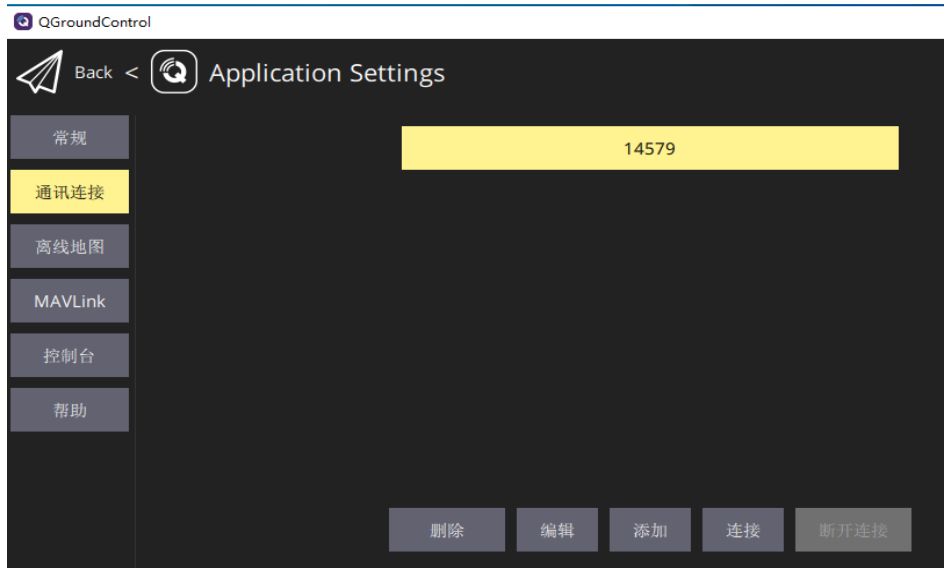 QGroundControl
Back < Application Settings
常规
14579
通讯连接
离线地图
MAVLink
控制台
帮助
删除 编辑 添加 连接 断开连接